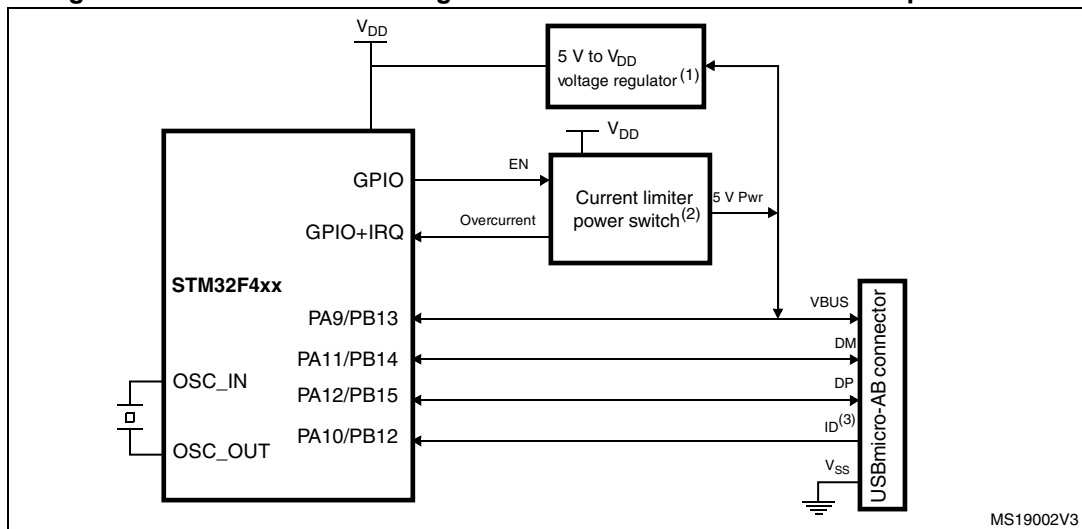 VDD
5 V to VDD
voltage regulator(1)
VDD
GPIO
EN
Current limiter
power switch(2)
5 V Pwr
GPIO+IRQ
Overcurrent
STM32F4xx
PA9/PB13
VBUS
PA11/PB14
DM
OSC_IN
PA12/PB15
DP
PA10/PB12
ID(3)
OSC_OUT
VSS
USBmicro-AB connector
MS19002V3